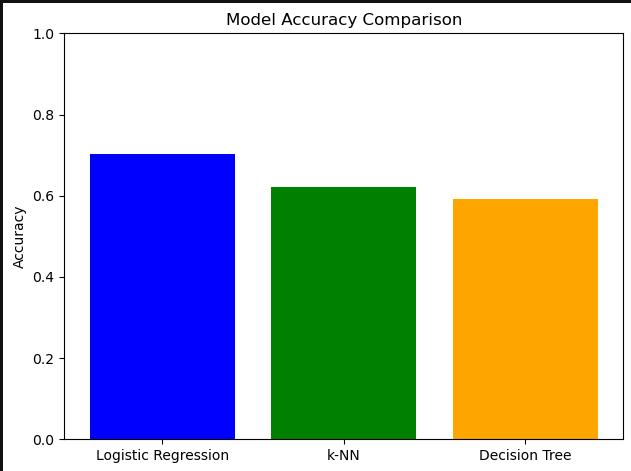 Model Accuracy Comparison
1.0
0.8
0.6
0.4
0.2
0.0
Accuracy
Logistic Regression
k-NN
Decision Tree